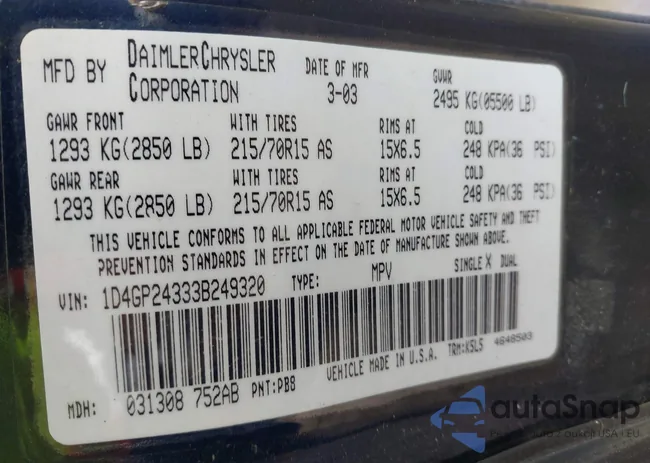 MFD BY DAIMLERCHRYSLER CORPORATION DATE OF MFR 3-03 GVWR 2495 KG(05500 LB)
GAWR FRONT WITH TIRES RIMS AT COLD
1293 KG(2850 LB) 215/70R15 AS 15X6.5 248 KPA(36 PSI)
GAWR REAR WITH TIRES RIMS AT COLD
1293 KG(2850 LB) 215/70R15 AS 15X6.5 248 KPA(36 PSI)
THIS VEHICLE CONFORMS TO ALL APPLICABLE FEDERAL MOTOR VEHICLE SAFETY AND THEFT
PREVENTION STANDARDS IN EFFECT ON THE DATE OF MANUFACTURE SHOWN ABOVE.
VIN: 1D4GP24333B249320 TYPE: MPV SINGLE X DUAL
VEHICLE MADE IN U.S.A. TRM:K5L5 4648503
MDH: 031308 752AB PNT:PB8
autoSnap